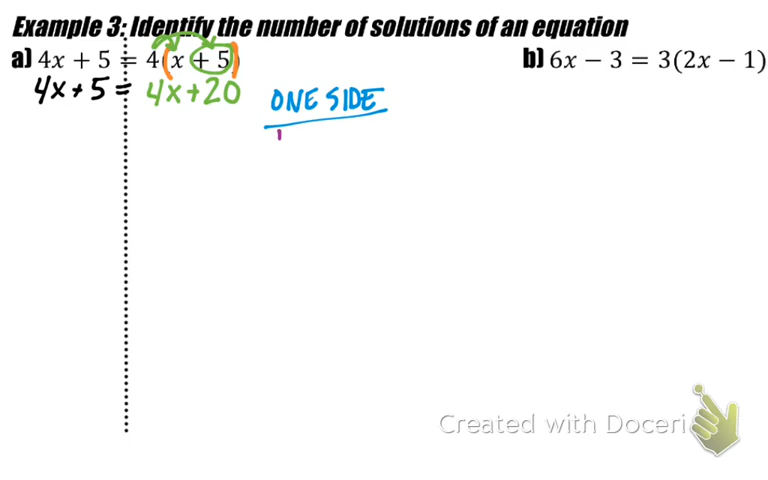 Example 3: Identify the number of solutions of an equation
a) 4x + 5 = 4(x + 5)
b) 6x − 3 = 3(2x − 1)
4x + 5 = 4x + 20
ONE SIDE
Created with Doceri